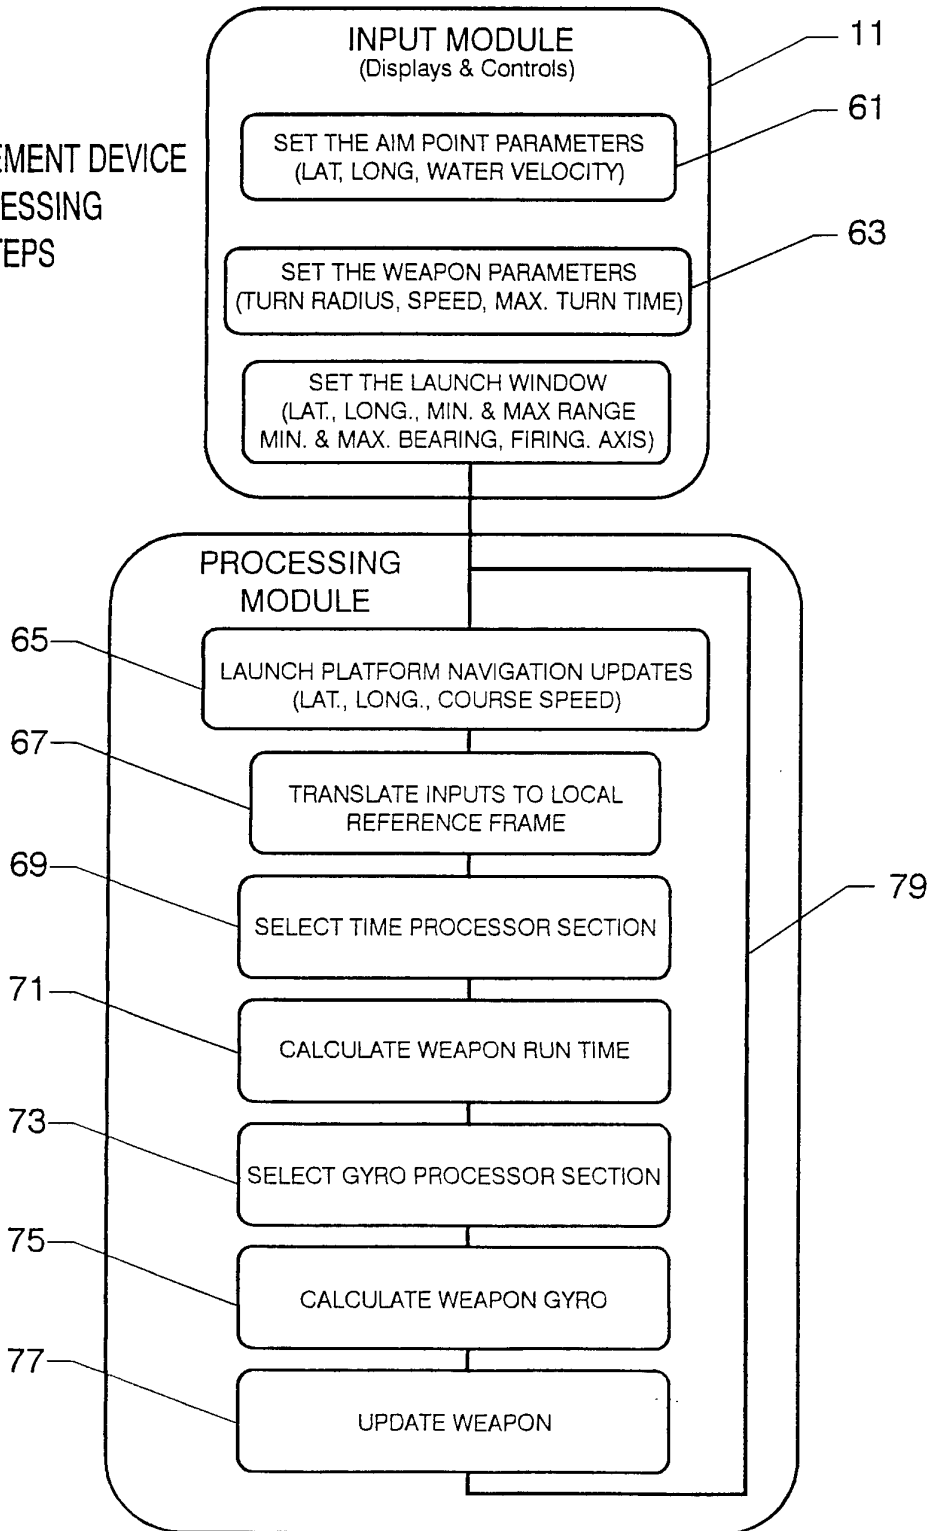 INPUT MODULE
(Displays & Controls)
11
SET THE AIM POINT PARAMETERS
(LAT, LONG, WATER VELOCITY)
61
EMENT DEVICE
ESSING
TEPS
SET THE WEAPON PARAMETERS
(TURN RADIUS, SPEED, MAX. TURN TIME)
63
SET THE LAUNCH WINDOW
(LAT., LONG., MIN. & MAX RANGE
MIN. & MAX. BEARING, FIRING. AXIS)
PROCESSING
MODULE
65
LAUNCH PLATFORM NAVIGATION UPDATES
(LAT., LONG., COURSE SPEED)
67
TRANSLATE INPUTS TO LOCAL
REFERENCE FRAME
69
SELECT TIME PROCESSOR SECTION
79
71
CALCULATE WEAPON RUN TIME
73
SELECT GYRO PROCESSOR SECTION
75
CALCULATE WEAPON GYRO
77
UPDATE WEAPON